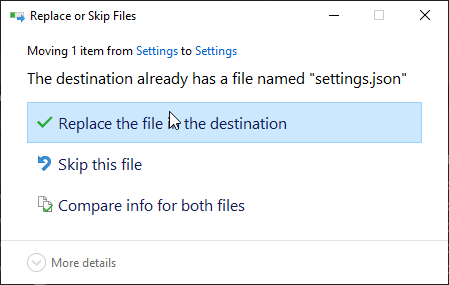 Replace or Skip Files
Moving 1 item from Settings to Settings
The destination already has a file named "settings.json"
Replace the file in the destination
Skip this file
Compare info for both files
More details